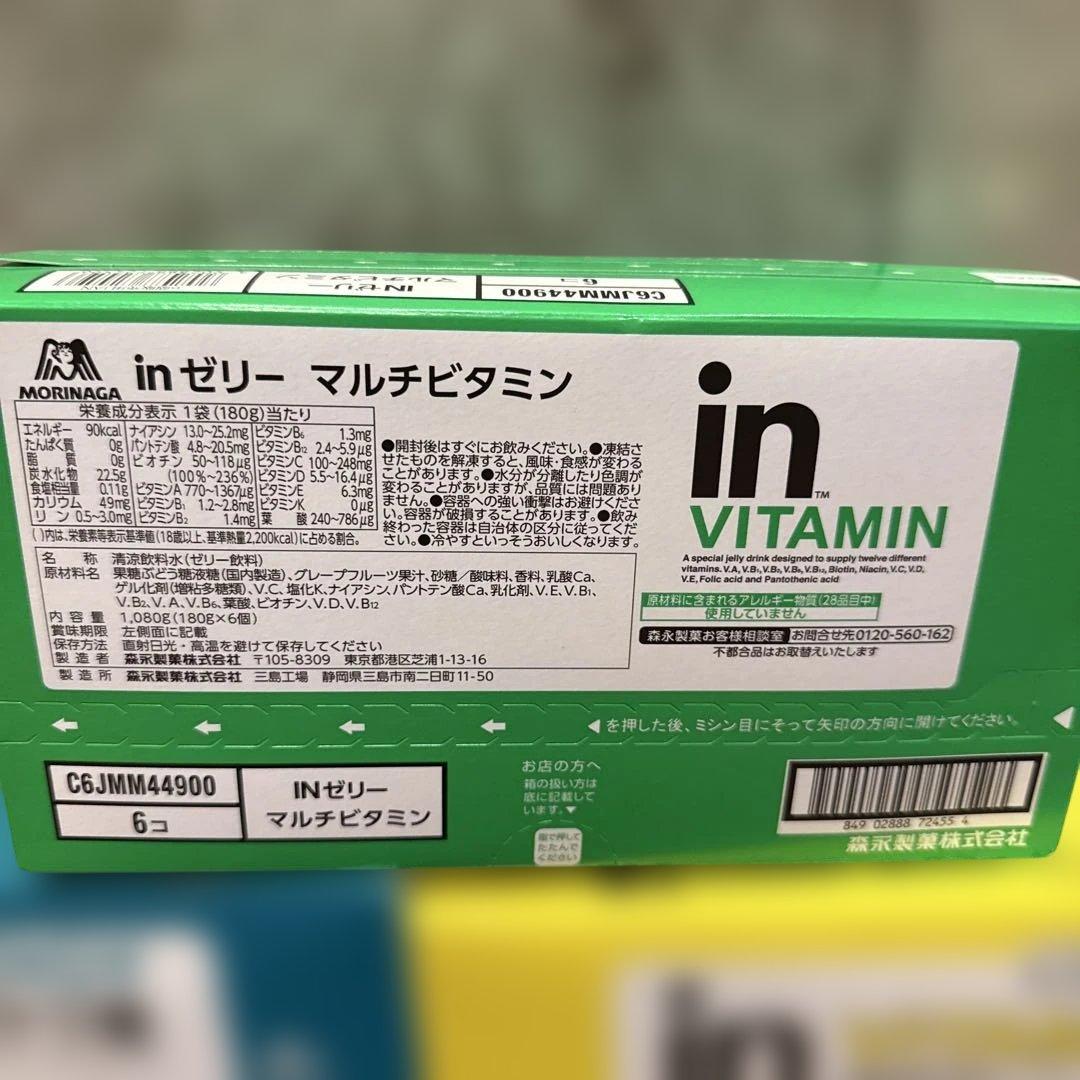 C6JMM44900
6コ
INゼリー
マルチビタミン
MORINAGA
inゼリー マルチビタミン
栄養成分表示 1袋(180g)当たり
エネルギー 90kcal
たんぱく質 0g
脂質 0g
炭水化物 22.5g
食塩相当量 0.11g
カリウム 49mg
リン 0.5~3.0mg
ナイアシン 13.0~25.2mg
パントテン酸 4.8~20.5mg
ビオチン 50~118μg
(100%~236%)
ビタミンA 770~1367μg
ビタミンB₁ 1.2~2.8mg
ビタミンB₂ 1.4mg
ビタミンB₆ 1.3mg
ビタミンB₁₂ 2.4~5.9μg
ビタミンC 100~248mg
ビタミンD 5.5~16.4μg
ビタミンE 6.3mg
ビタミンK 0μg
葉酸 240~786μg
( )内は、栄養素等表示基準値(18歳以上、基準熱量2,200kcal)に占める割合。
●開封後はすぐにお飲みください。●凍結さ
せたものを解凍すると、風味・食感が変わる
ことがあります。●水分が分離したり色調が
変わることがありますが、品質には問題あり
ません。●容器への強い衝撃はお避けくださ
い。容器が破損することがあります。●飲み
終わった容器は自治体の区分に従ってくだ
さい。●冷やすといっそうおいしくなります。
名称 清涼飲料水(ゼリー飲料)
原材料名 果糖ぶどう糖液糖(国内製造)、グレープフルーツ果汁、砂糖/酸味料、香料、乳酸Ca、
ゲル化剤(増粘多糖類)、V.C、塩化K、ナイアシン、パントテン酸Ca、乳化剤、V.E、V.B₁、
V.B₂、V.A、V.B₆、葉酸、ビオチン、V.D、V.B₁₂
内容量 1,080g(180g×6個)
賞味期限 左側面に記載
保存方法 直射日光・高温を避けて保存してください
製造者 森永製菓株式会社 〒105-8309 東京都港区芝浦1-13-16
製造所 森永製菓株式会社 三島工場 静岡県三島市南二日町11-50
in™
VITAMIN
A special jelly drink designed to supply twelve different
vitamins. V.A, V.B₁, V.B₂, V.B₆, V.B₁₂, Biotin, Niacin, V.C, V.D,
V.E, Folic acid and Pantothenic acid
原材料に含まれるアレルギー物質(28品目中)
使用していません
森永製菓お客様相談室 お問合せ先0120-560-162
不都合品はお取替えいたします
◀を押した後、ミシン目にそって矢印の方向に開けてください。
C6JMM44900
6コ
INゼリー
マルチビタミン
お店の方へ
箱の扱い方は
底に記載して
います。▼
指で押して
たたんで
ください
849 02888 72455 4
森永製菓株式会社
in